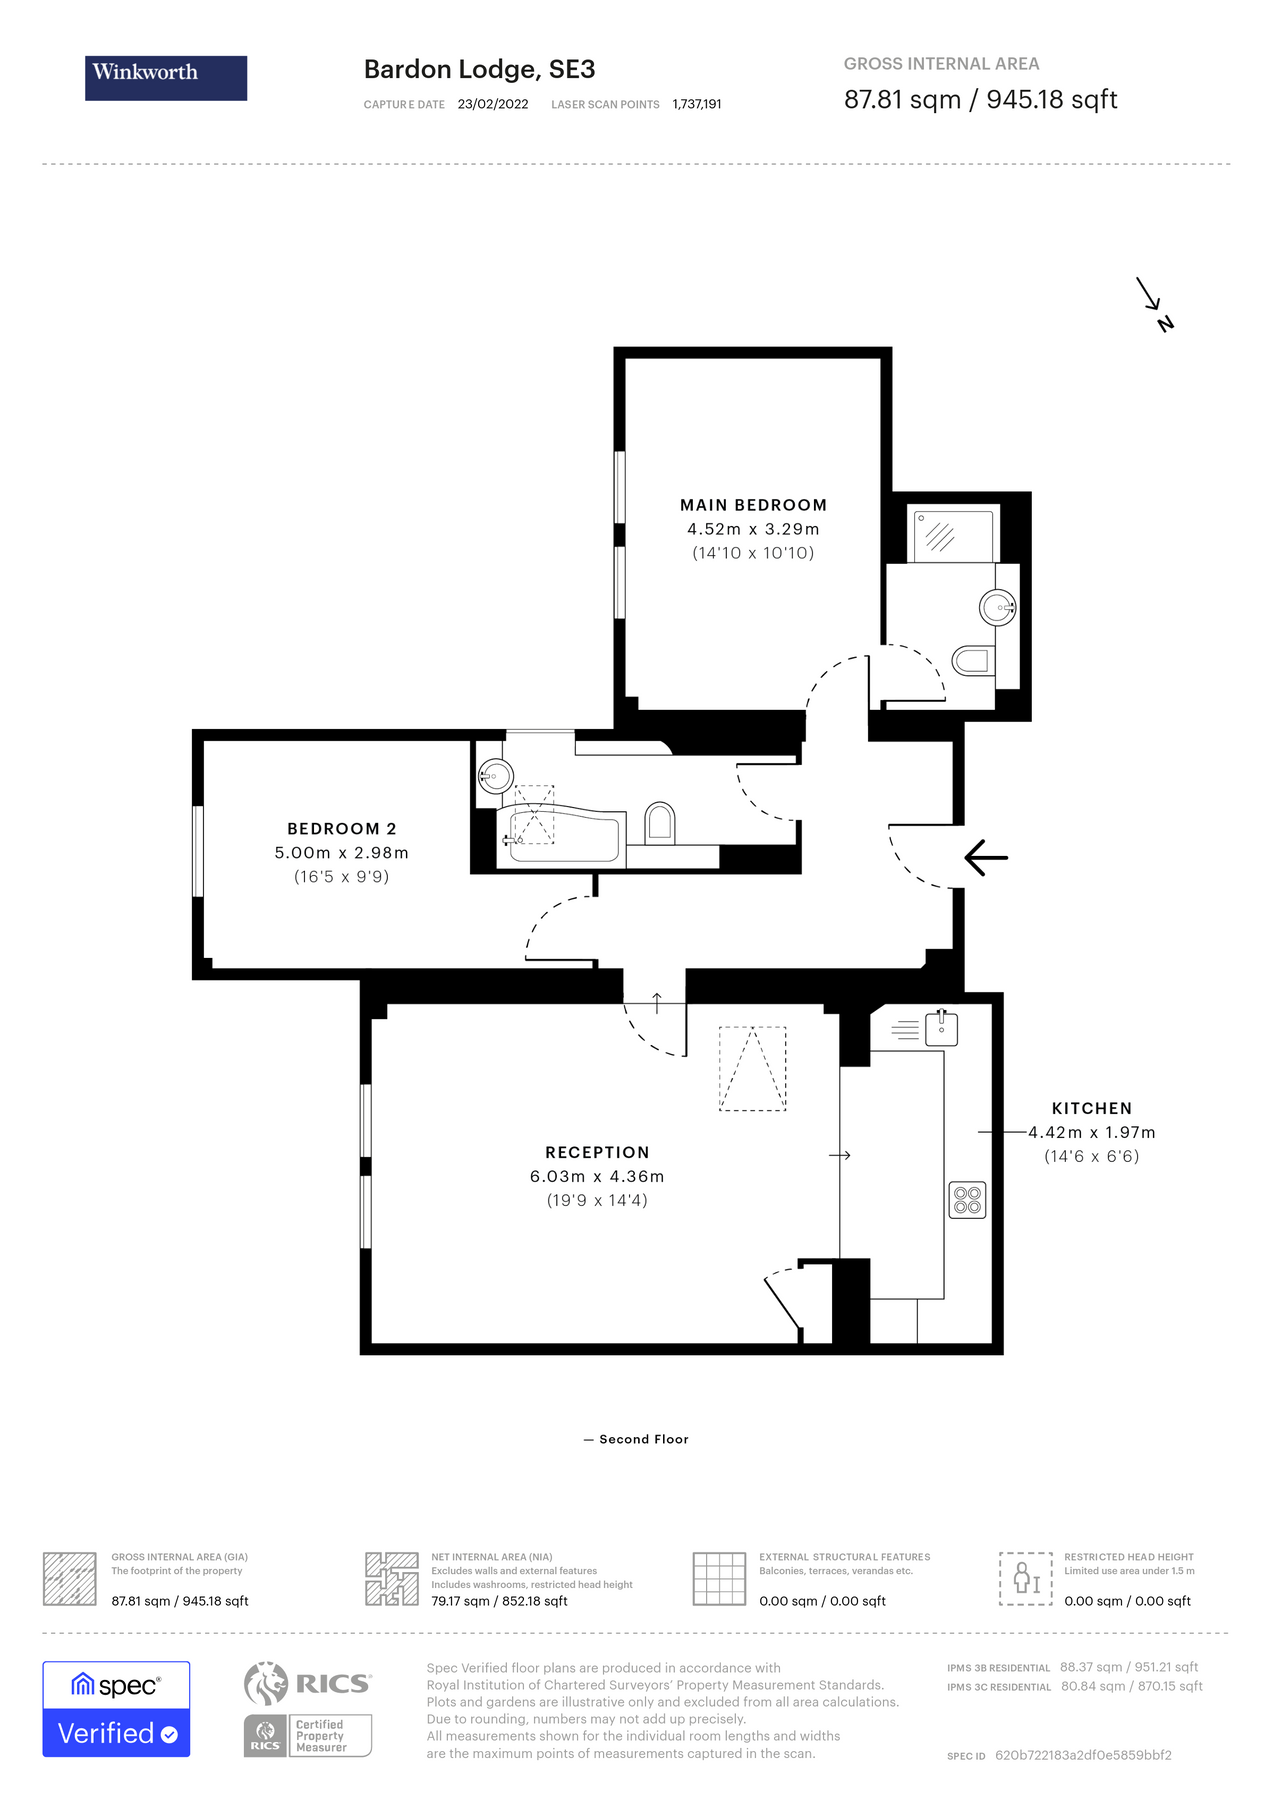 Winkworth
Bardon Lodge, SE3
CAPTURE DATE 23/02/2022 LASER SCAN POINTS 1,737,191
GROSS INTERNAL AREA
87.81 sqm / 945.18 sqft
N
MAIN BEDROOM
4.52m x 3.29m
(14'10 x 10'10)
BEDROOM 2
5.00m x 2.98m
(16'5 x 9'9)
KITCHEN
4.42m x 1.97m
(14'6 x 6'6)
RECEPTION
6.03m x 4.36m
(19'9 x 14'4)
— Second Floor
GROSS INTERNAL AREA (GIA)
The footprint of the property
87.81 sqm / 945.18 sqft
NET INTERNAL AREA (NIA)
Excludes walls and external features
Includes washrooms, restricted head height
79.17 sqm / 852.18 sqft
EXTERNAL STRUCTURAL FEATURES
Balconies, terraces, verandas etc.
0.00 sqm / 0.00 sqft
RESTRICTED HEAD HEIGHT
Limited use area under 1.5 m
0.00 sqm / 0.00 sqft
spec®
Verified
RICS®
RICS
Certified
Property
Measurer
Spec Verified floor plans are produced in accordance with
Royal Institution of Chartered Surveyors' Property Measurement Standards.
Plots and gardens are illustrative only and excluded from all area calculations.
Due to rounding, numbers may not add up precisely.
All measurements shown for the individual room lengths and widths
are the maximum points of measurements captured in the scan.
IPMS 3B RESIDENTIAL 88.37 sqm / 951.21 sqft
IPMS 3C RESIDENTIAL 80.84 sqm / 870.15 sqft
SPEC ID 620b722183a2df0e5859bbf2